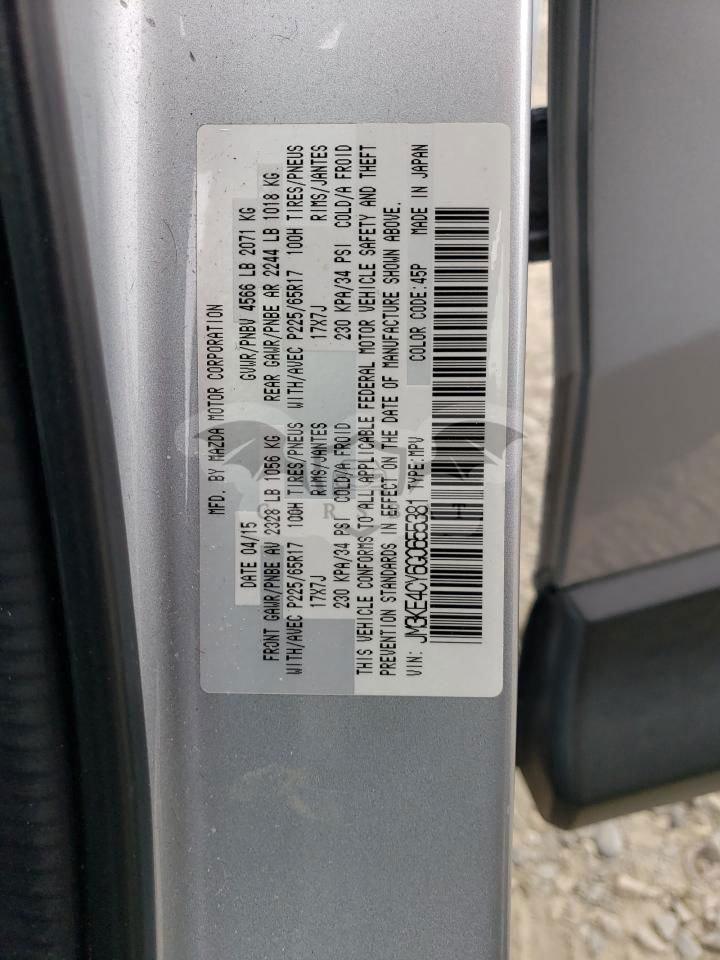 MFD. BY MAZDA MOTOR CORPORATION
DATE 04/15 GVWR/PNBV 4566 LB 2071 KG
FRONT GAWR/PNBE AV 2328 LB 1056 KG REAR GAWR/PNBE AR 2244 LB 1018 KG
WITH/AVEC P225/65R17 100H TIRES/PNEUS WITH/AVEC P225/65R17 100H TIRES/PNEUS
17X7J RIMS/JANTES 17X7J RIMS/JANTES
230 KPA/34 PSI COLD/A FROID 230 KPA/34 PSI COLD/A FROID
THIS VEHICLE CONFORMS TO ALL APPLICABLE FEDERAL MOTOR VEHICLE SAFETY AND THEFT
PREVENTION STANDARDS IN EFFECT ON THE DATE OF MANUFACTURE SHOWN ABOVE.
VIN: JM3KE4CY6G0655381 TYPE:MPV COLOR CODE:45P MADE IN JAPAN